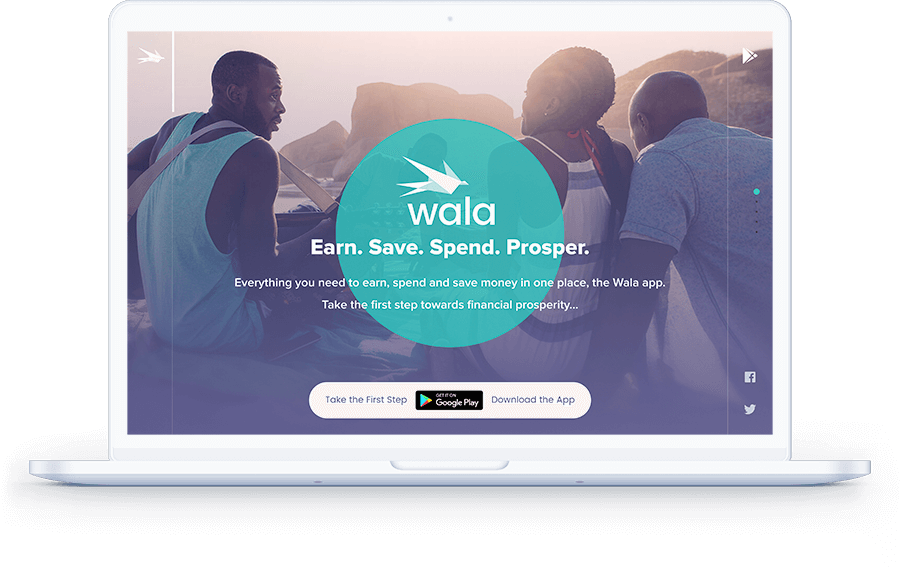 wala
Earn. Save. Spend. Prosper.
Everything you need to earn, spend and save money in one place, the Wala app.
Take the first step towards financial prosperity...
Take the First Step
GET IT ON
Google Play
Download the App